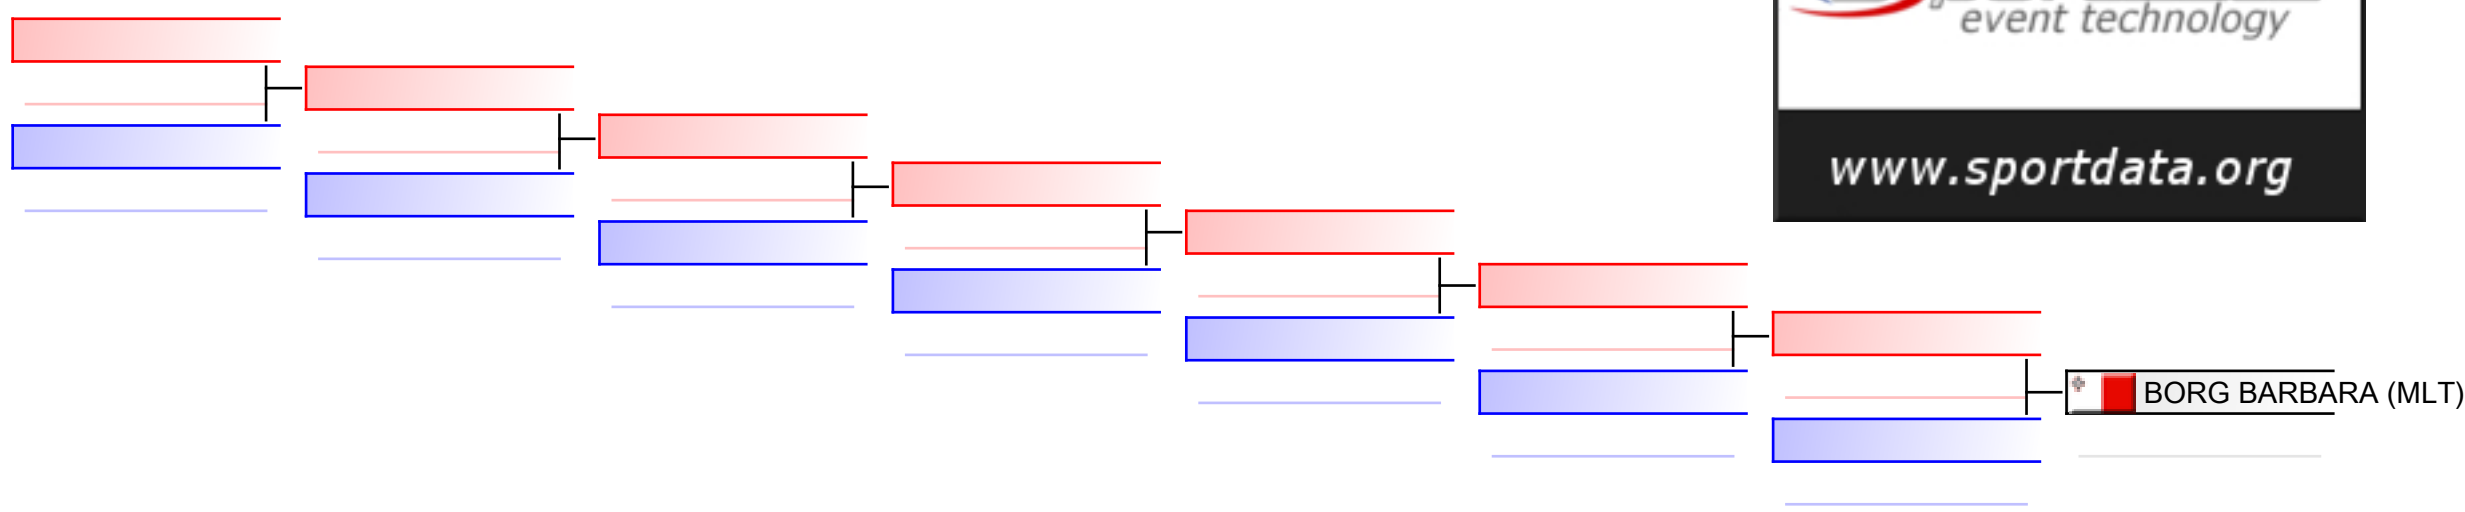 event technology
www.sportdata.org
BORG BARBARA (MLT)